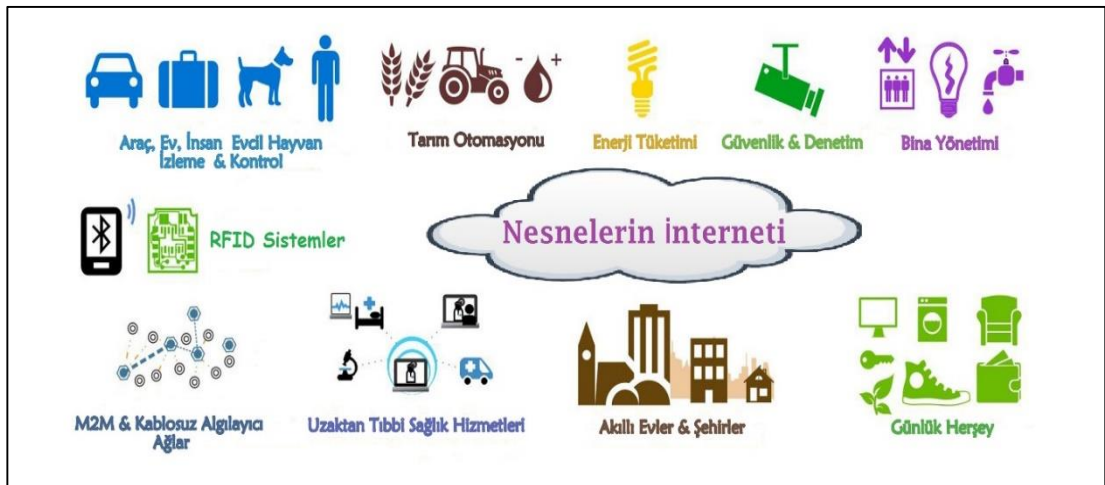 Araç, Ev, İnsan Evcil Hayvan
İzleme & Kontrol
Tarım Otomasyonu
Enerji Tüketimi
Güvenlik & Denetim
Bina Yönetimi
RFID Sistemler
Nesnelerin interneti
M2M & Kablosuz Algılayıcı
Ağlar
Uzaktan Tıbbi Sağlık Hizmetleri
Akıllı Evler & Şehirler
Günlük Herşey